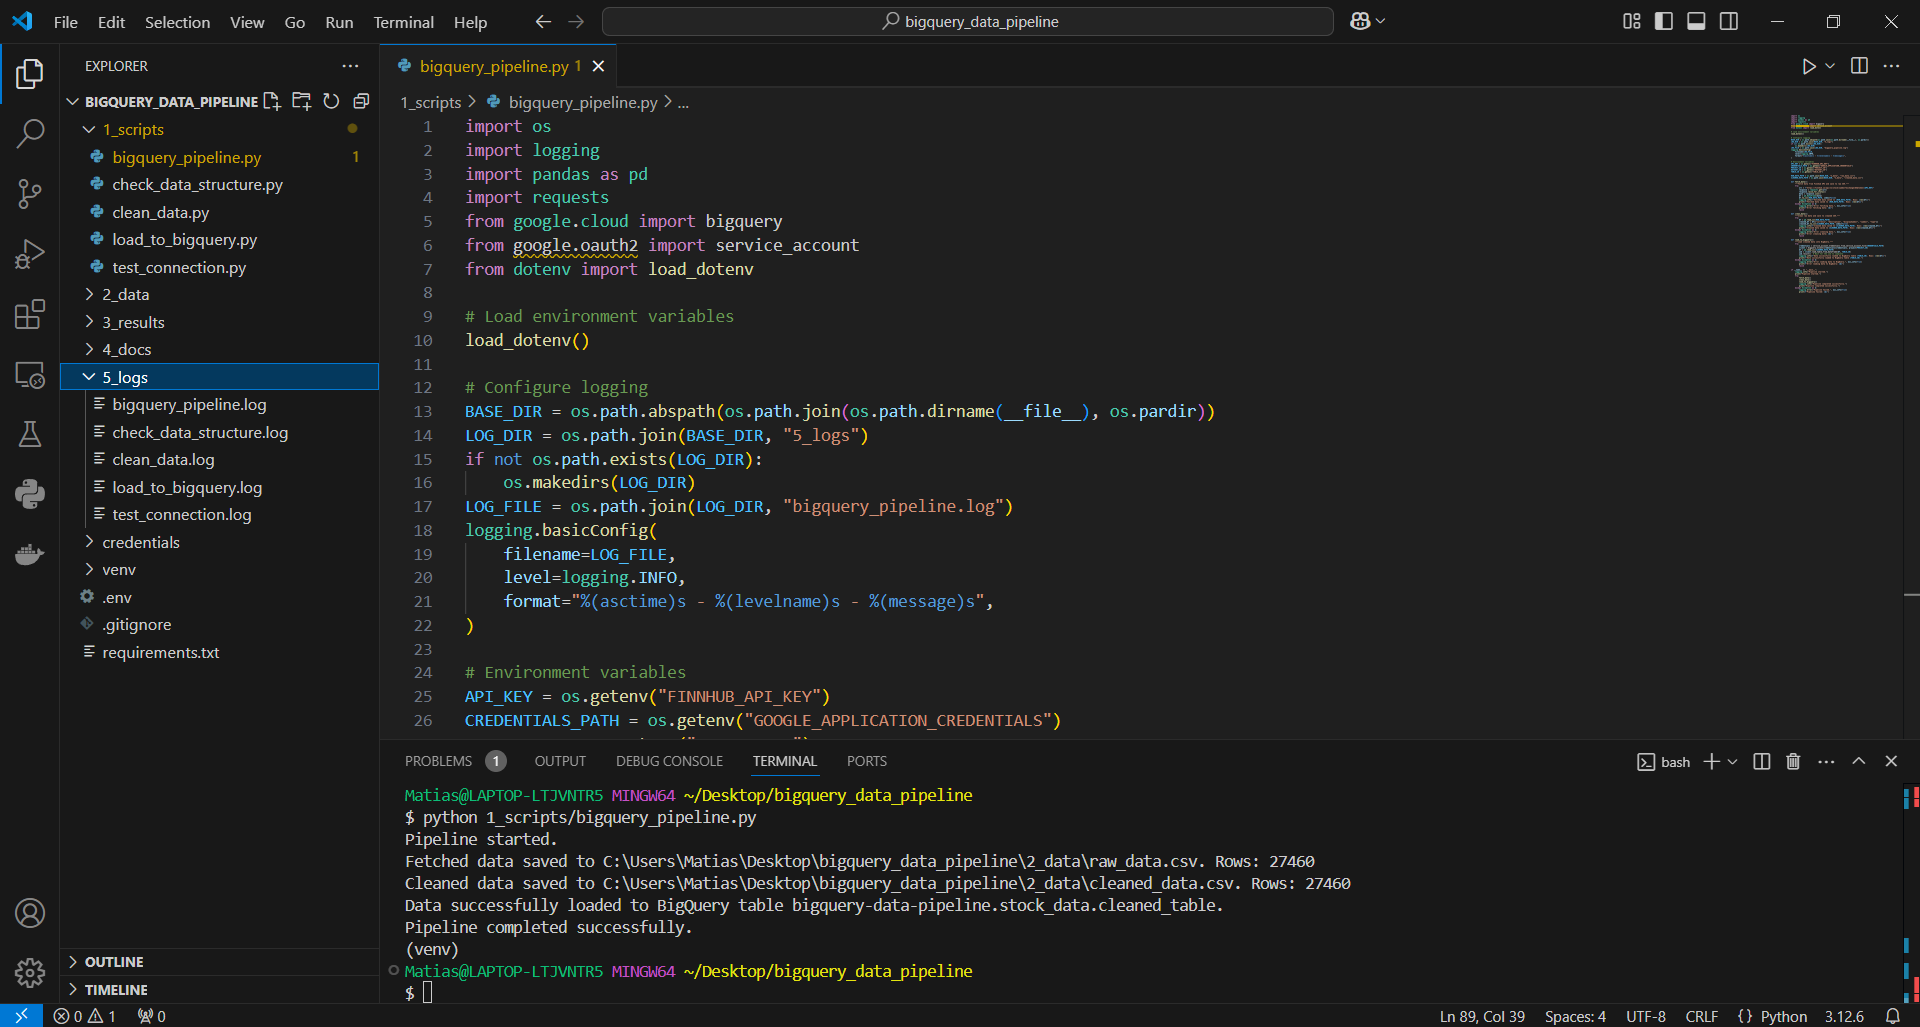 File Edit Selection View Go Run Terminal Help
bigquery_data_pipeline
EXPLORER
BIGQUERY_DATA_PIPELINE
1_scripts
bigquery_pipeline.py 1
check_data_structure.py
clean_data.py
load_to_bigquery.py
test_connection.py
2_data
3_results
4_docs
5_logs
bigquery_pipeline.log
check_data_structure.log
clean_data.log
load_to_bigquery.log
test_connection.log
credentials
venv
.env
.gitignore
requirements.txt
OUTLINE
TIMELINE
bigquery_pipeline.py 1
1_scripts > bigquery_pipeline.py > ...
1 import os
2 import logging
3 import pandas as pd
4 import requests
5 from google.cloud import bigquery
6 from google.oauth2 import service_account
7 from dotenv import load_dotenv
8
9 # Load environment variables
10 load_dotenv()
11
12 # Configure logging
13 BASE_DIR = os.path.abspath(os.path.join(os.path.dirname(__file__), os.pardir))
14 LOG_DIR = os.path.join(BASE_DIR, "5_logs")
15 if not os.path.exists(LOG_DIR):
16     os.makedirs(LOG_DIR)
17 LOG_FILE = os.path.join(LOG_DIR, "bigquery_pipeline.log")
18 logging.basicConfig(
19     filename=LOG_FILE,
20     level=logging.INFO,
21     format="%(asctime)s - %(levelname)s - %(message)s",
22 )
23
24 # Environment variables
25 API_KEY = os.getenv("FINNHUB_API_KEY")
26 CREDENTIALS_PATH = os.getenv("GOOGLE_APPLICATION_CREDENTIALS")
PROBLEMS 1 OUTPUT DEBUG CONSOLE TERMINAL PORTS
bash
Matias@LAPTOP-LTJVNTR5 MINGW64 ~/Desktop/bigquery_data_pipeline
$ python 1_scripts/bigquery_pipeline.py
Pipeline started.
Fetched data saved to C:\Users\Matias\Desktop\bigquery_data_pipeline\2_data\raw_data.csv. Rows: 27460
Cleaned data saved to C:\Users\Matias\Desktop\bigquery_data_pipeline\2_data\cleaned_data.csv. Rows: 27460
Data successfully loaded to BigQuery table bigquery-data-pipeline.stock_data.cleaned_table.
Pipeline completed successfully.
(venv)
Matias@LAPTOP-LTJVNTR5 MINGW64 ~/Desktop/bigquery_data_pipeline
$
0 1 0
Ln 89, Col 39 Spaces: 4 UTF-8 CRLF {} Python 3.12.6